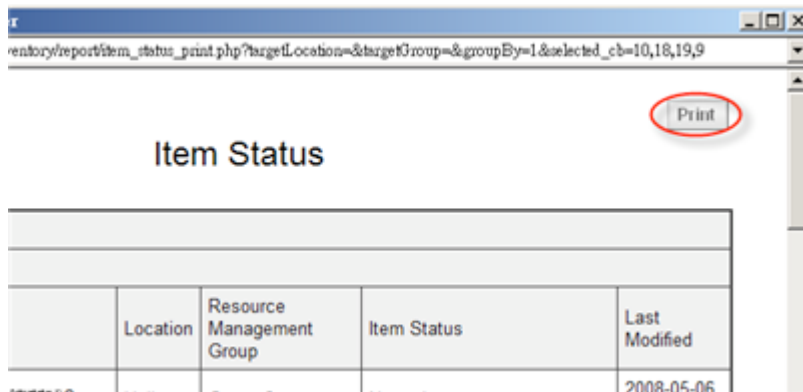 entory/report/item_status_print.php?targetLocation=&targetGroup=&groupBy=1&selected_cb=10,18,19,9
Print
Item Status
Location
Resource
Management
Group
Item Status
Last
Modified
2008-05-06